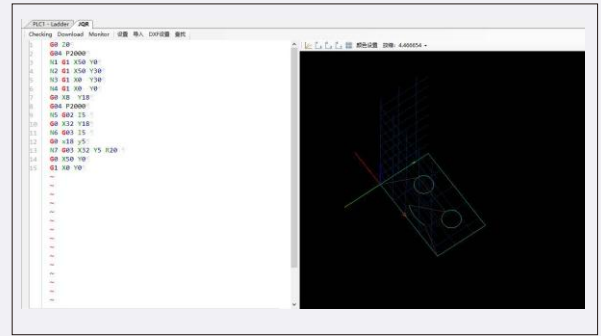 PLC1 - Ladder JQR
Checking Download Monitor 设置 导入 DXF设置 查找
颜色设置 放缩: 4.466654
1 G0 Z0
2 G04 P2000
3 N1 G1 X50 Y0
4 N2 G1 X50 Y30
5 N3 G1 X0 Y30
6 N4 G1 X0 Y0
7 G0 X8 Y18
8 G04 P2000
9 N5 G02 I5
10 G0 X32 Y18
11 N6 G03 I5
12 G0 x18 y5
13 N7 G03 X32 Y5 R20
14 G0 X50 Y0
15 G1 X0 Y0